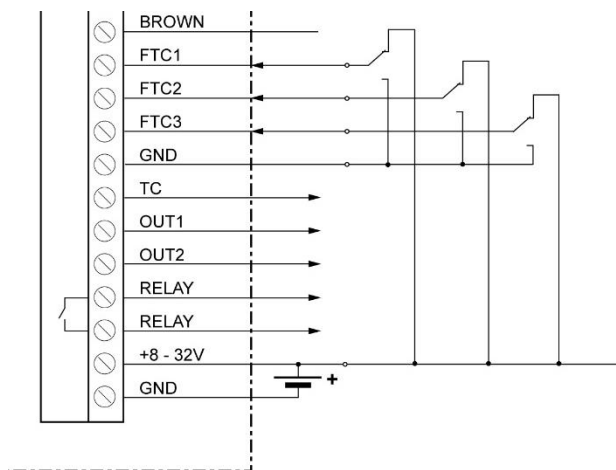 BROWN
FTC1
FTC2
FTC3
GND
TC
OUT1
OUT2
RELAY
RELAY
+8 - 32V
GND
+